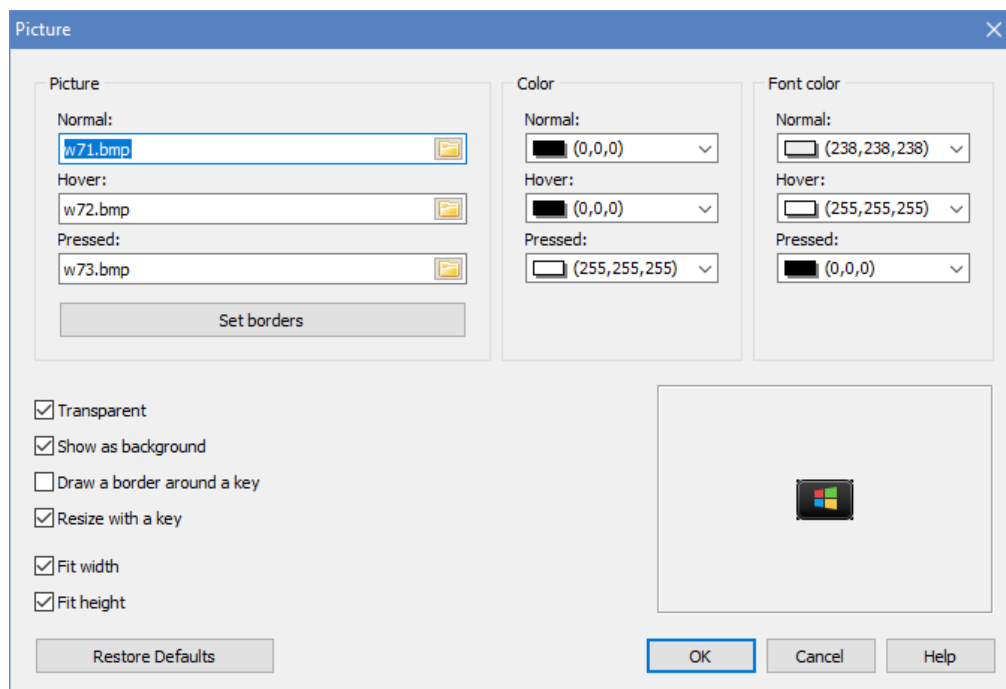 Picture
Picture
Normal:
w71.bmp
Hover:
w72.bmp
Pressed:
w73.bmp
Set borders
Color
Normal:
(0,0,0)
Hover:
(0,0,0)
Pressed:
(255,255,255)
Font color
Normal:
(238,238,238)
Hover:
(255,255,255)
Pressed:
(0,0,0)
Transparent
Show as background
Draw a border around a key
Resize with a key
Fit width
Fit height
Restore Defaults
OK
Cancel
Help